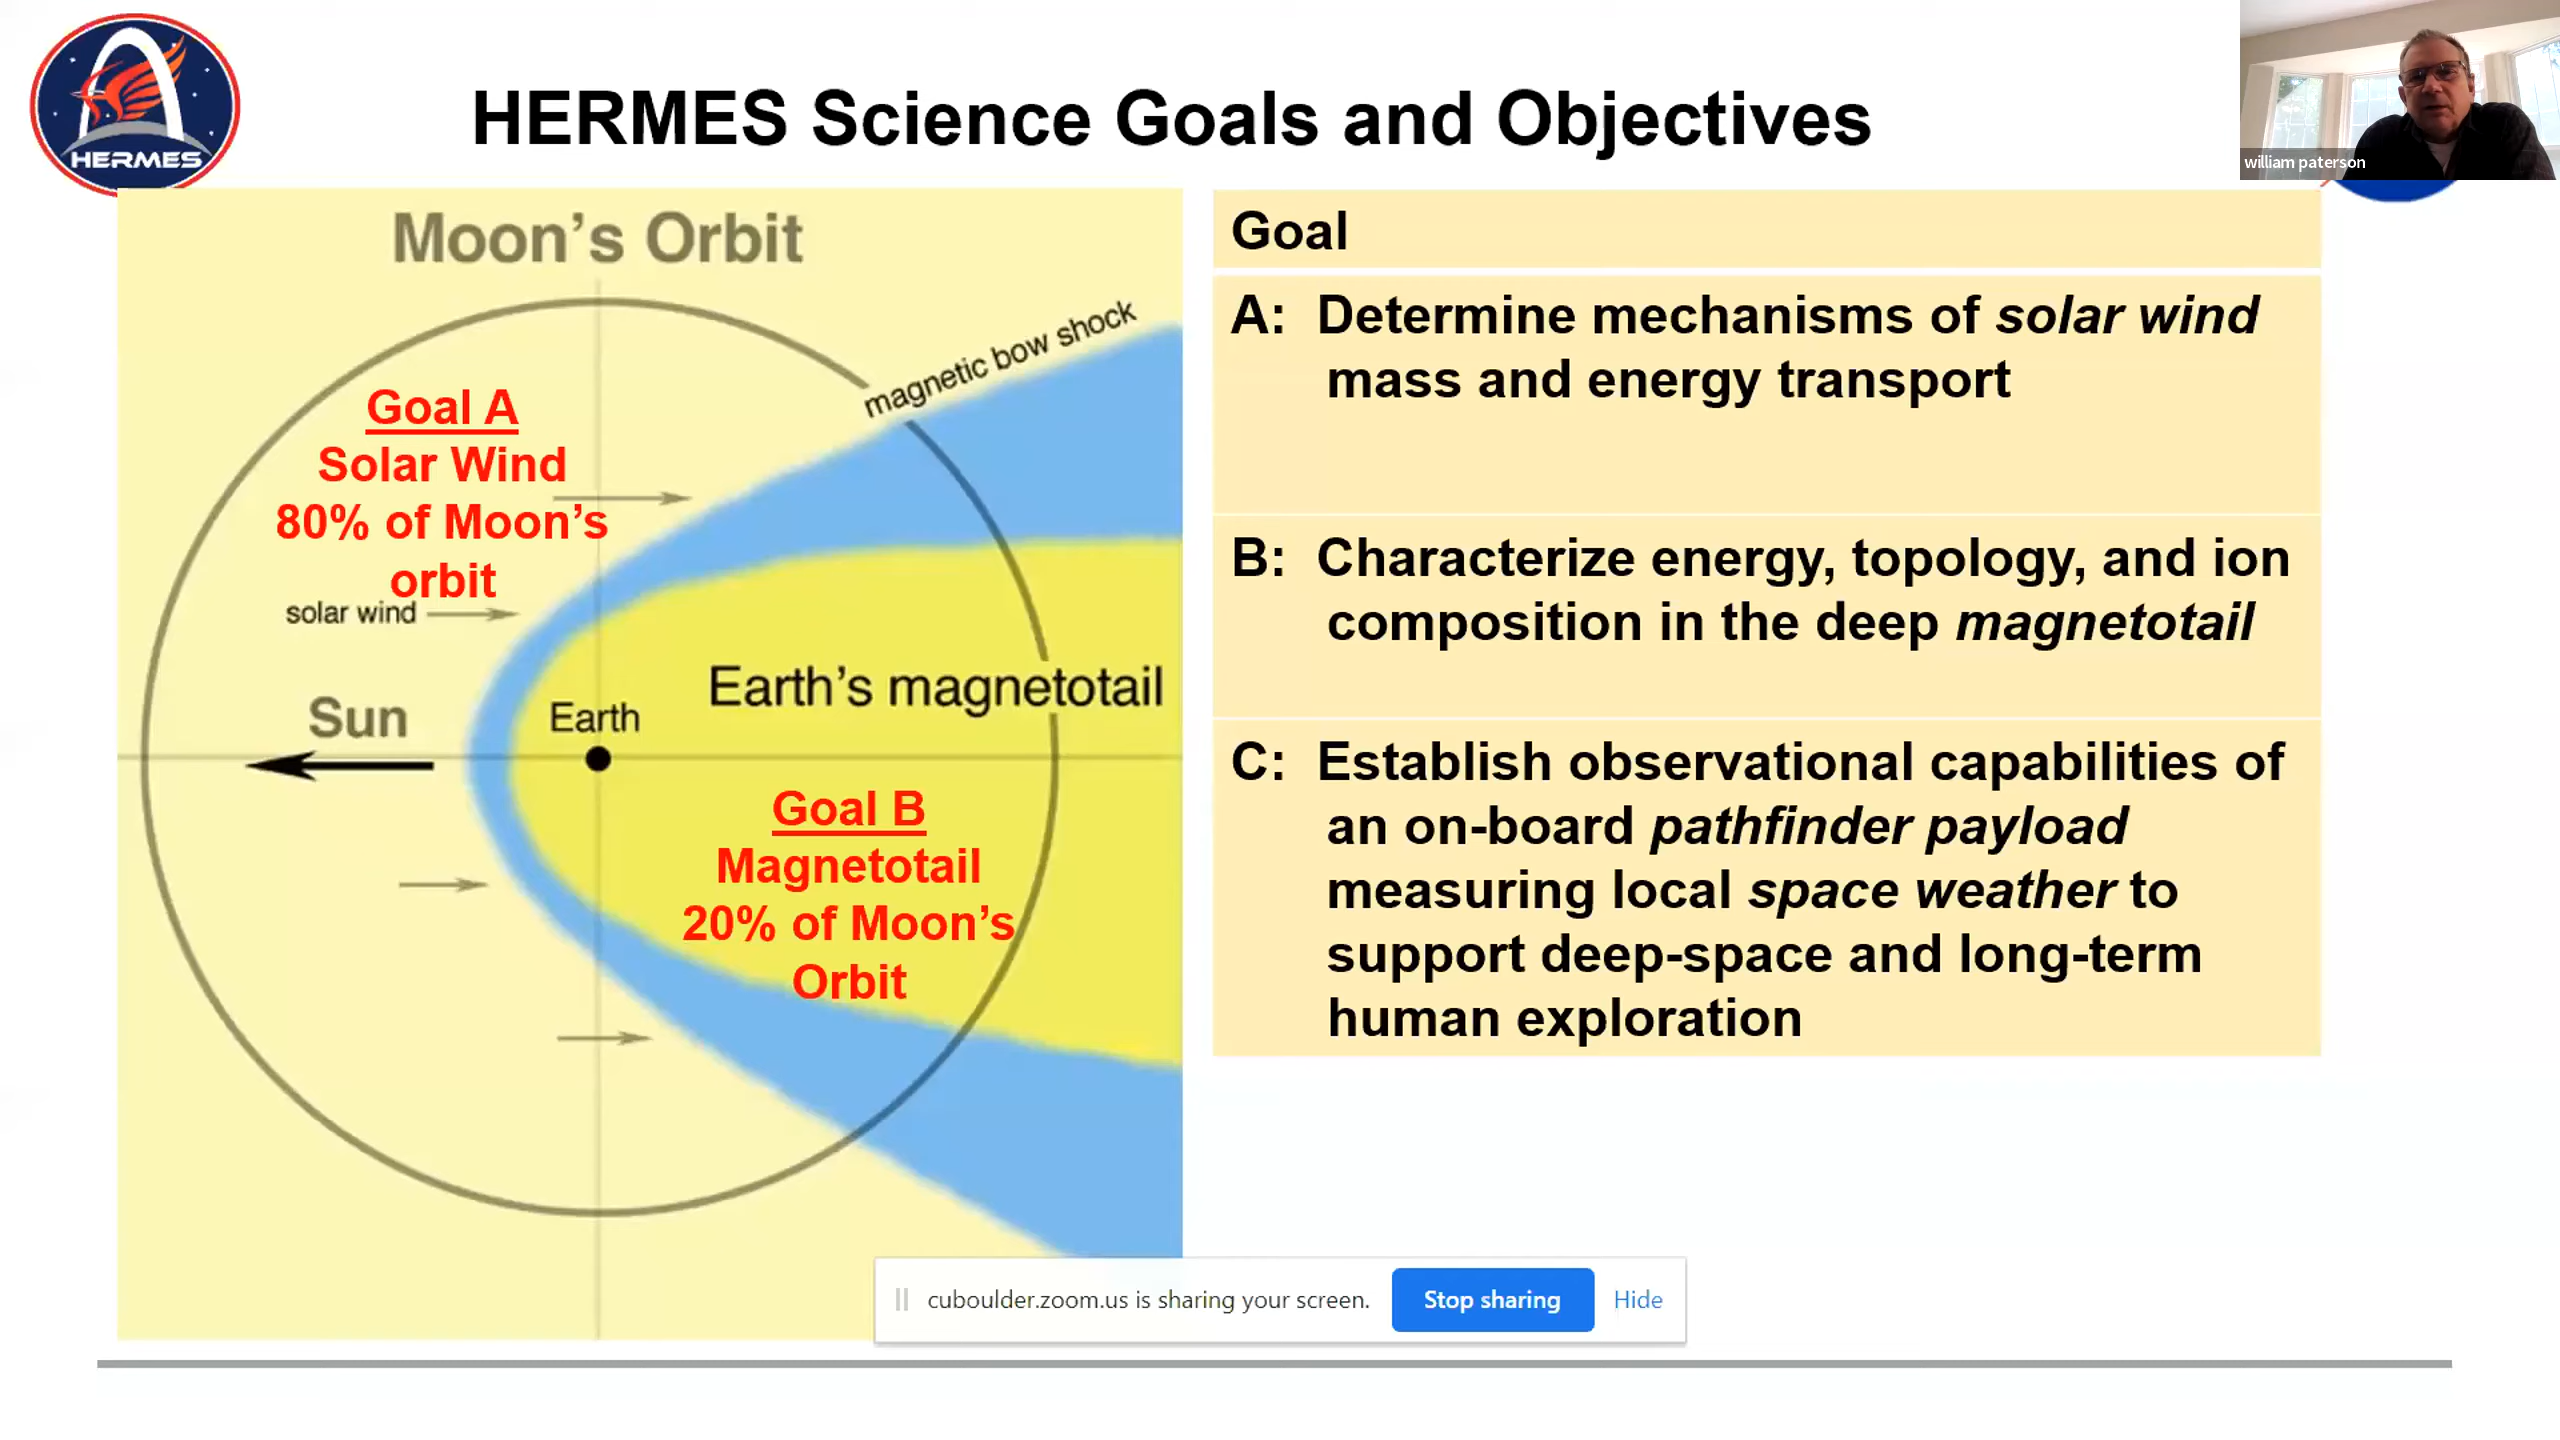 HERMES
HERMES Science Goals and Objectives
william paterson
Moon's Orbit
magnetic bow shock
Goal A
Solar Wind
80% of Moon's
orbit
solar wind
Sun
Earth
Earth's magnetotail
Goal B
Magnetotail
20% of Moon's
Orbit
Goal
A: Determine mechanisms of solar wind
mass and energy transport
B: Characterize energy, topology, and ion
composition in the deep magnetotail
C: Establish observational capabilities of
an on-board pathfinder payload
measuring local space weather to
support deep-space and long-term
human exploration
cuboulder.zoom.us is sharing your screen.
Stop sharing
Hide